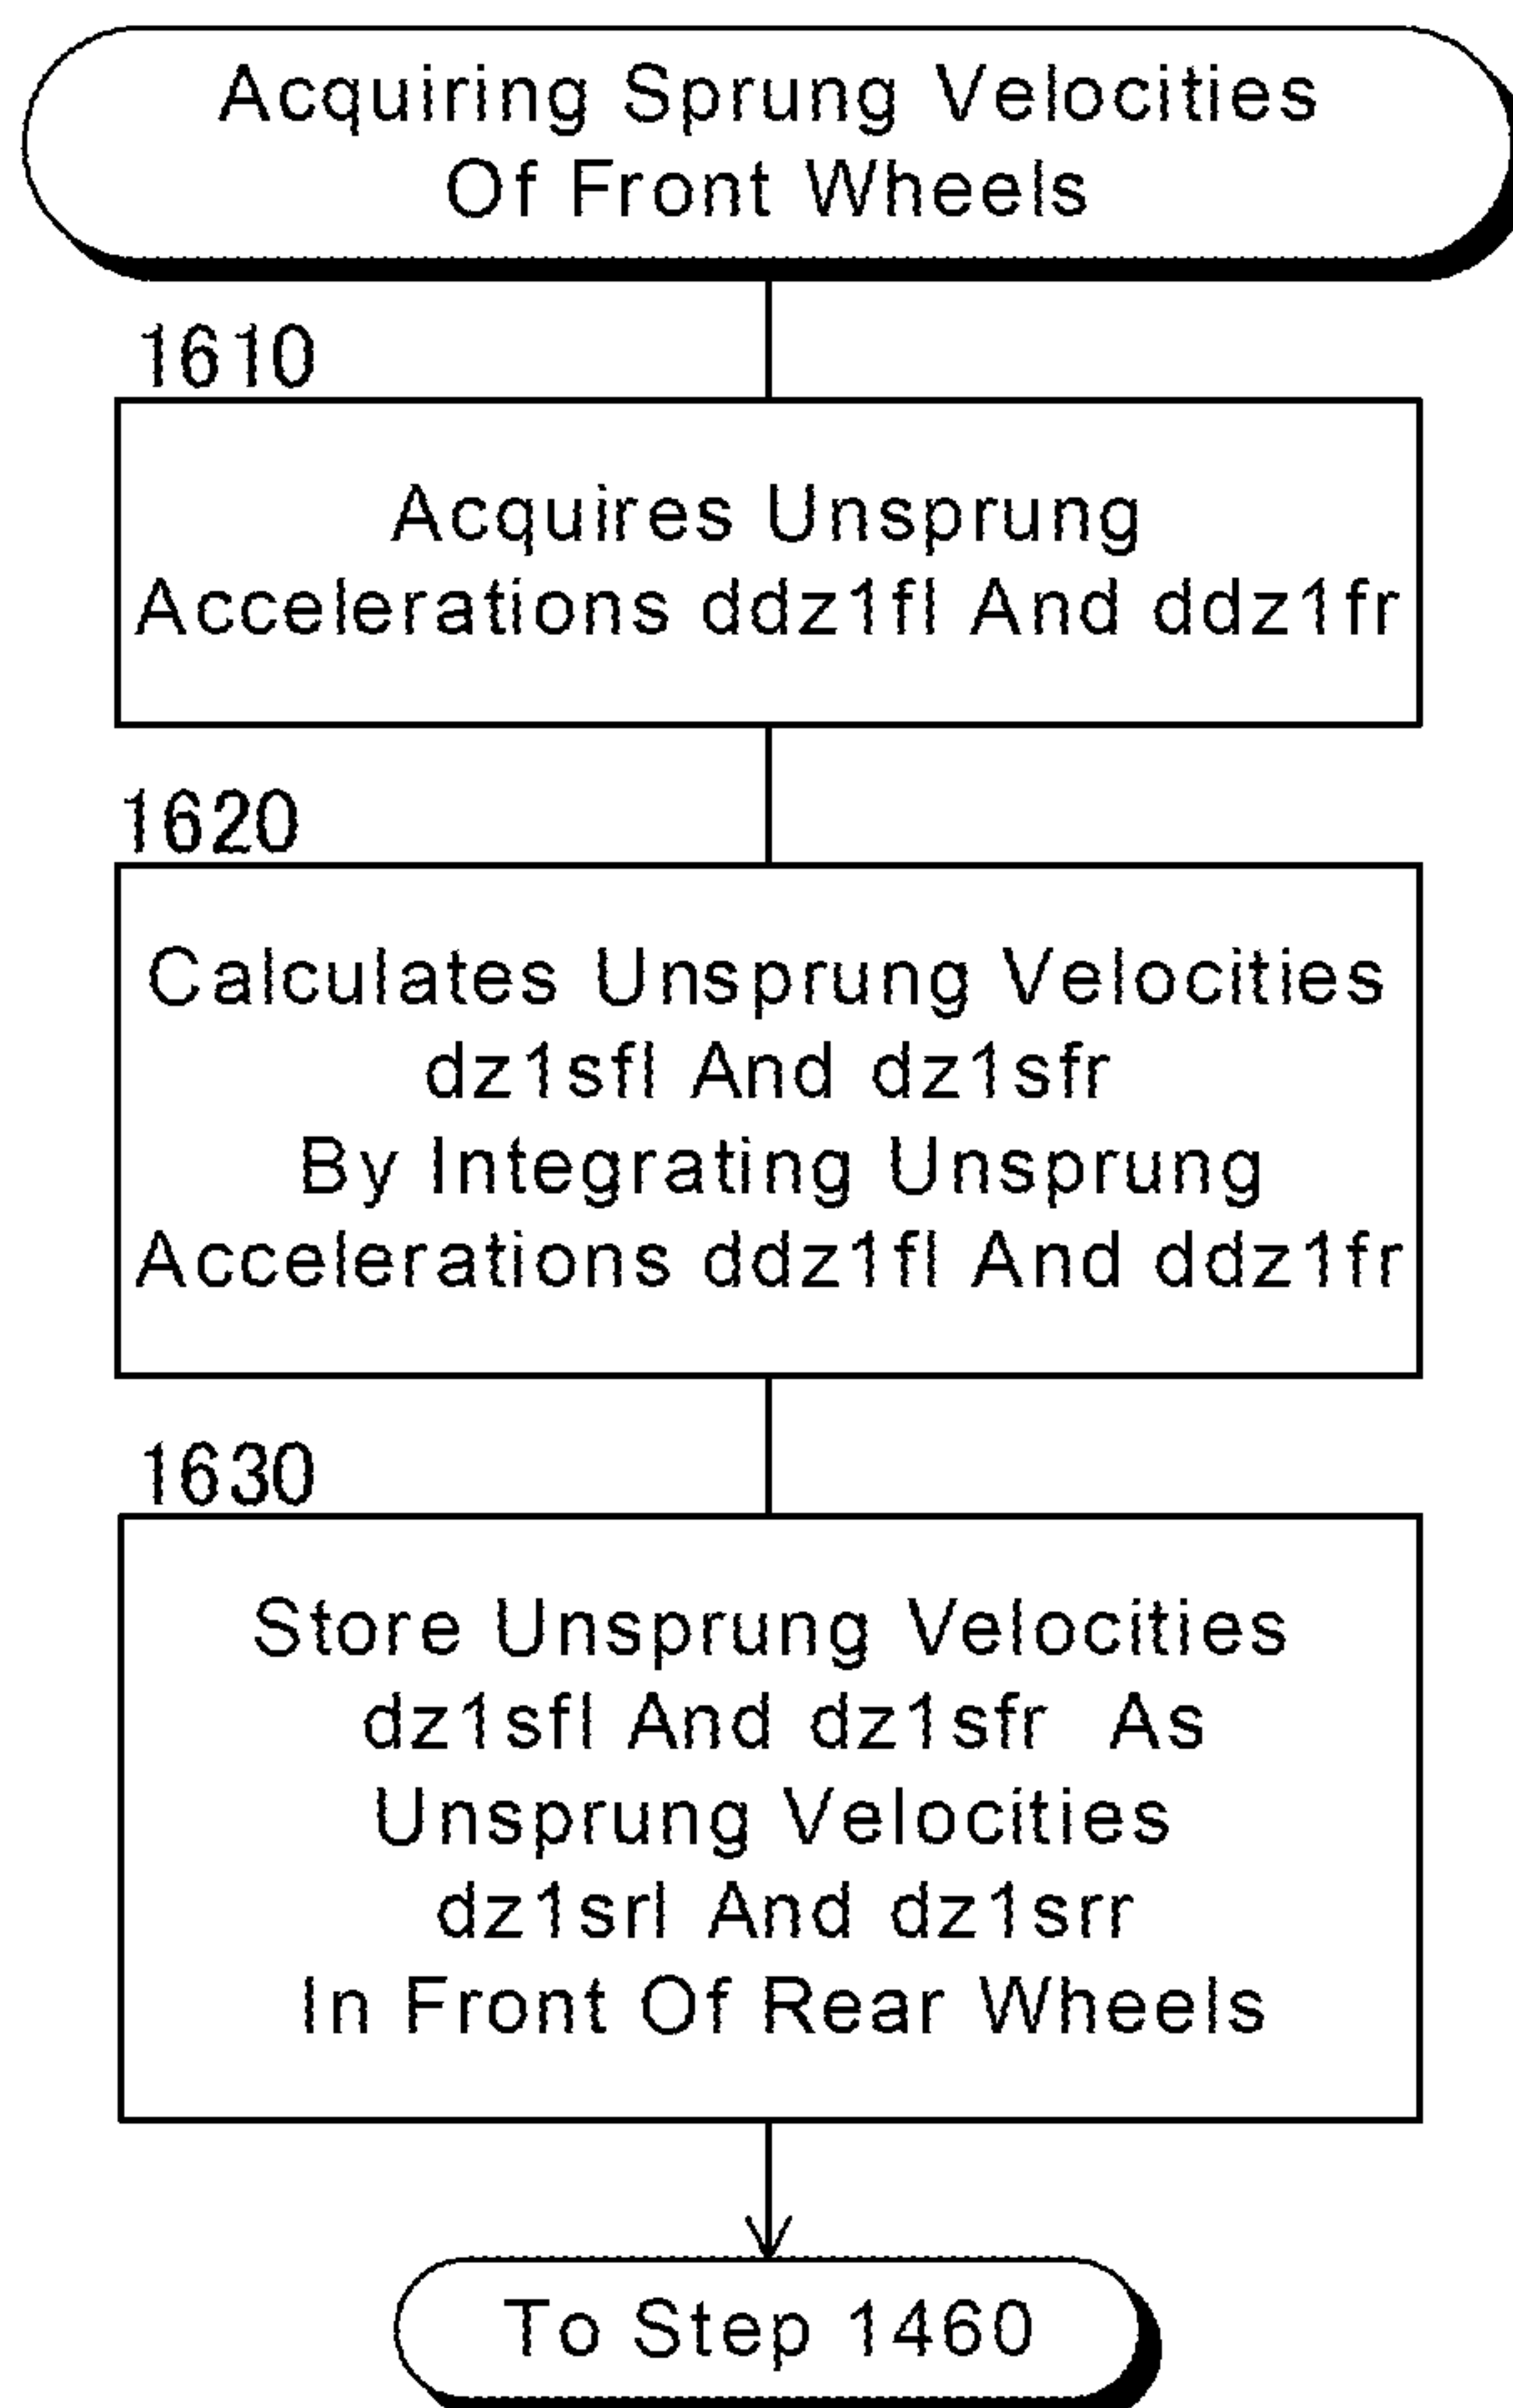 Acquiring Sprung Velocities
Of Front Wheels
1610
Acquires Unsprung
Accelerations ddz1fl And ddz1fr
1620
Calculates Unsprung Velocities
dz1sfl And dz1sfr
By Integrating Unsprung
Accelerations ddz1fl And ddz1fr
1630
Store Unsprung Velocities
dz1sfl And dz1sfr As
Unsprung Velocities
dz1srl And dz1srr
In Front Of Rear Wheels
To Step 1460